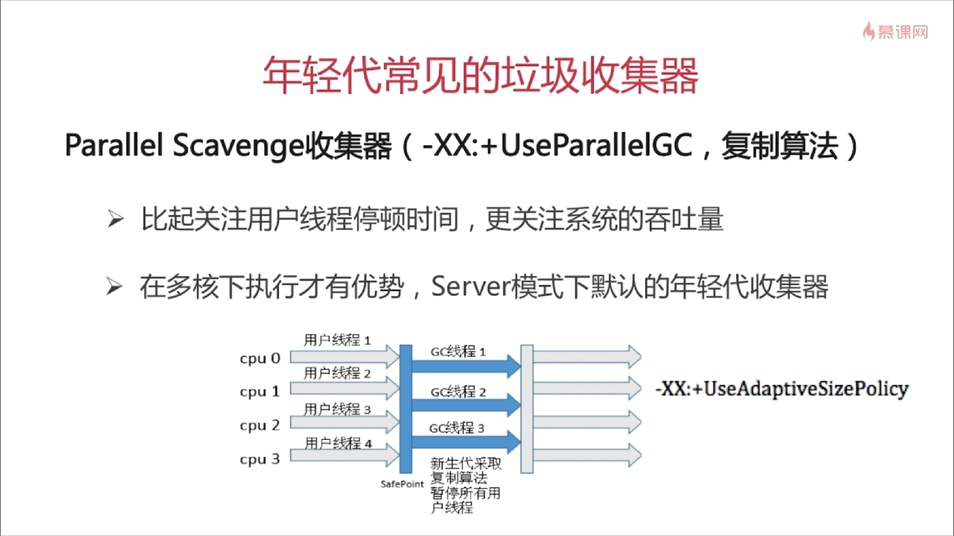 慕课网
年轻代常见的垃圾收集器
Parallel Scavenge收集器（-XX:+UseParallelGC，复制算法）
比起关注用户线程停顿时间，更关注系统的吞吐量
在多核下执行才有优势，Server模式下默认的年轻代收集器
cpu 0
用户线程 1
GC线程 1
cpu 1
用户线程 2
GC线程 2
-XX:+UseAdaptiveSizePolicy
cpu 2
用户线程 3
GC线程 3
cpu 3
用户线程 4
SafePoint
新生代采取
复制算法
暂停所有用
户线程